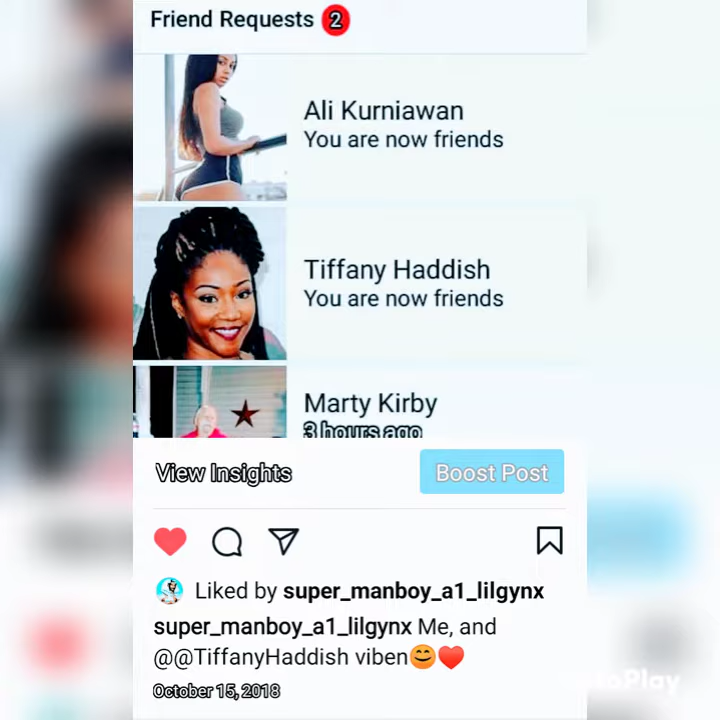 Friend Requests 2
Ali Kurniawan
You are now friends
Tiffany Haddish
You are now friends
Marty Kirby
3 hours ago
View Insights
Boost Post
Liked by super_manboy_a1_lilgynx
super_manboy_a1_lilgynx Me, and
@@TiffanyHaddish viben😊❤️
October 15, 2018